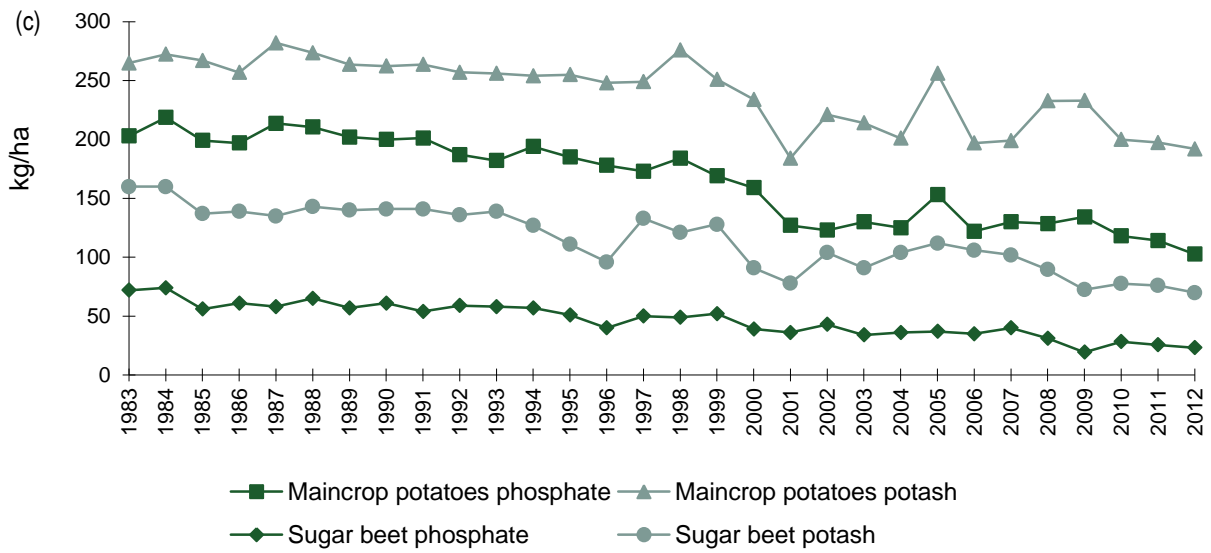 (c)
300
250
200
150
100
50
0
kg/ha
1983 1984 1985 1986 1987 1988 1989 1990 1991 1992 1993 1994 1995 1996 1997 1998 1999 2000 2001 2002 2003 2004 2005 2006 2007 2008 2009 2010 2011 2012
Maincrop potatoes phosphate Maincrop potatoes potash
Sugar beet phosphate Sugar beet potash